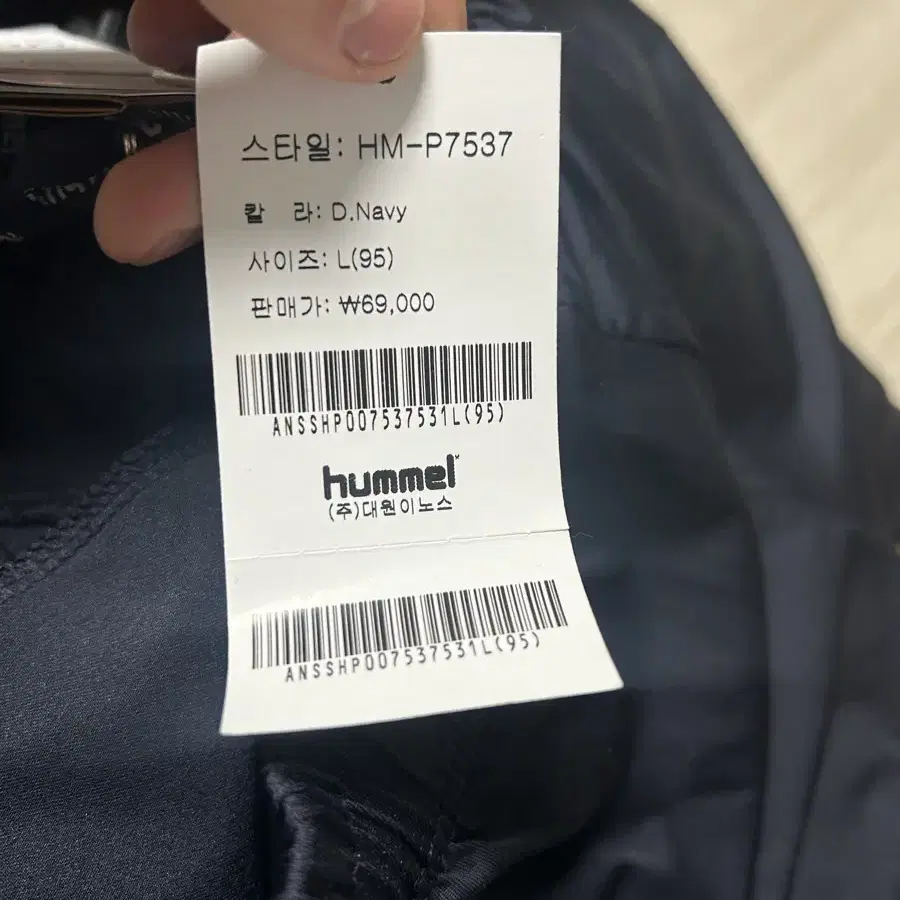 스타일: HM-P7537
칼 라: D.Navy
사이즈: L(95)
판매가: ₩69,000
ANSSHP007537531L(95)
hummel
(주)대원이노스
ANSSHP007537531L(95)